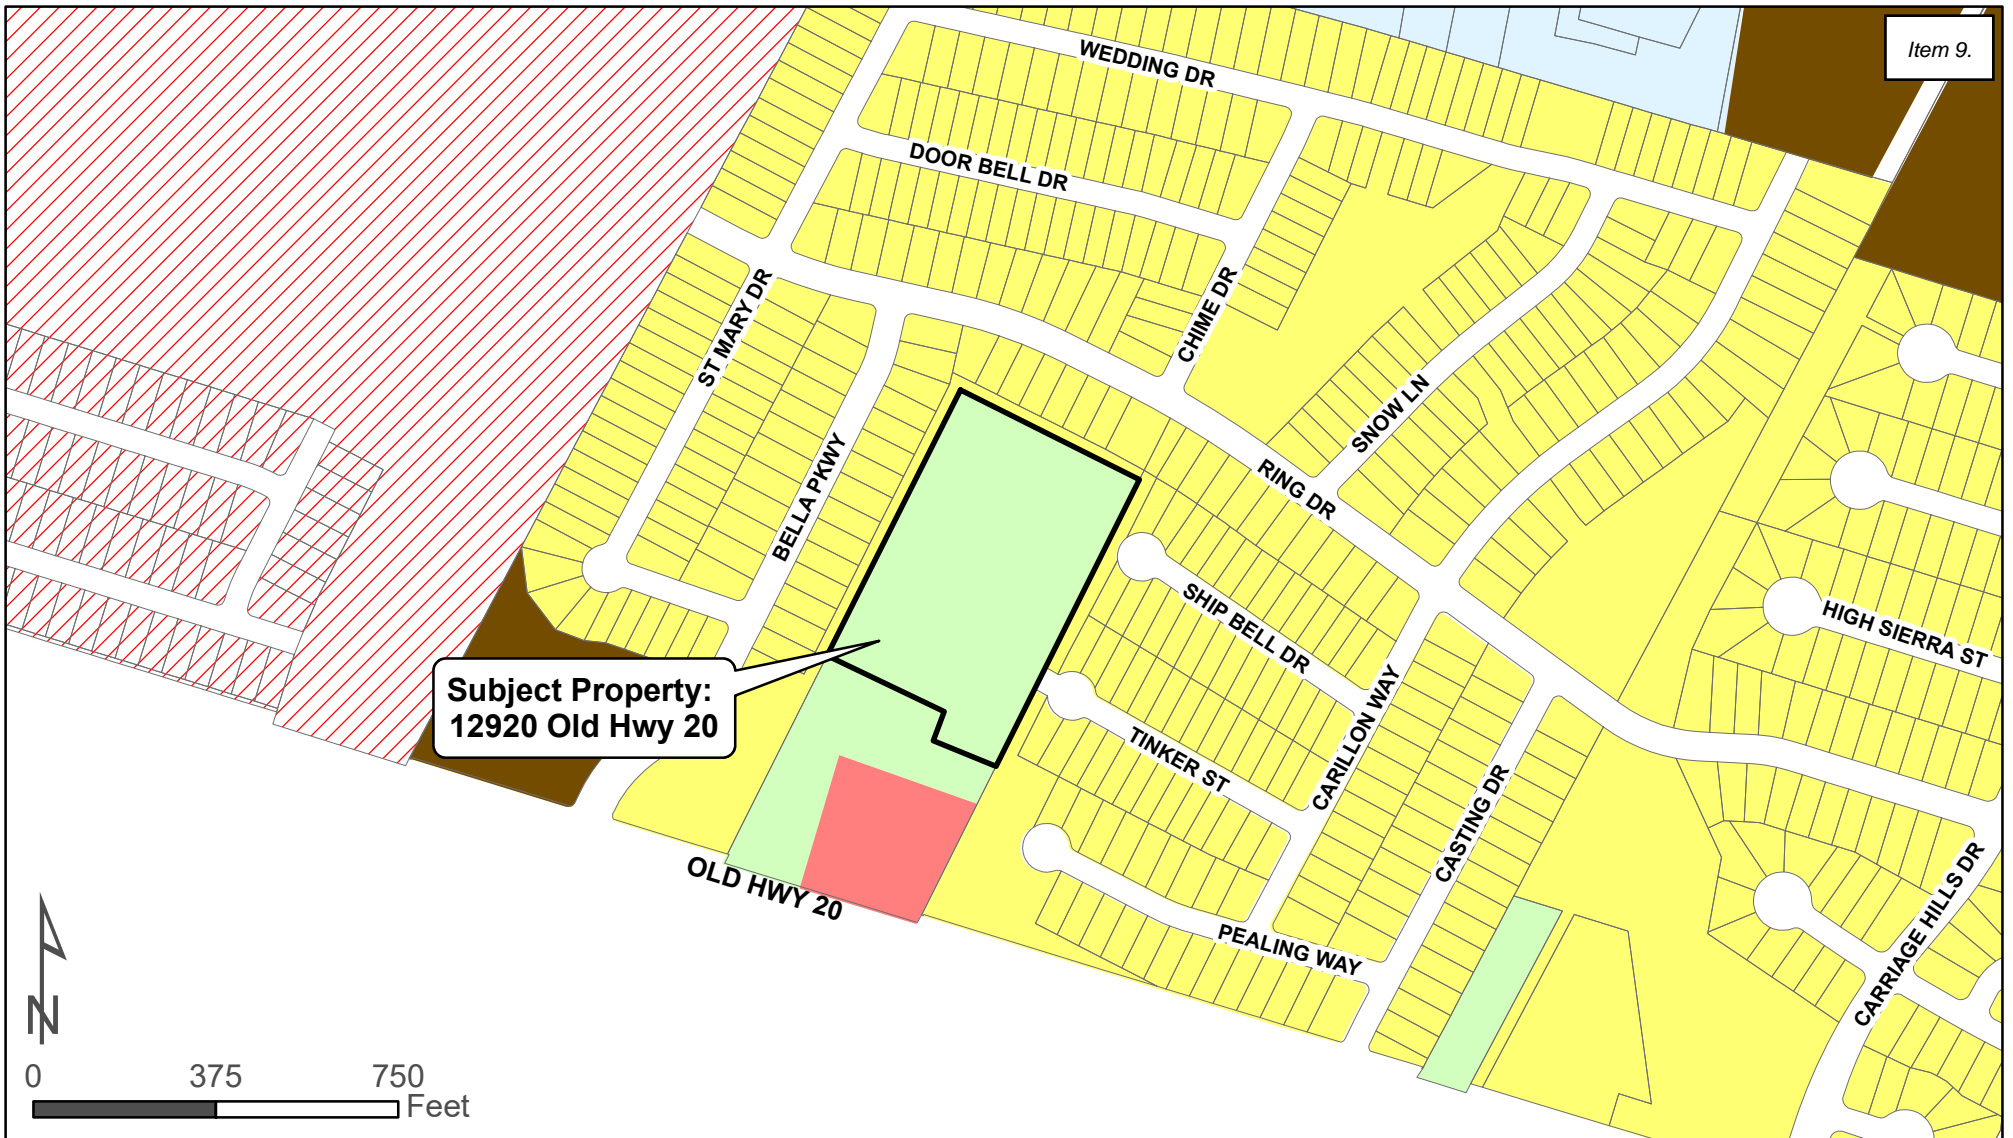 Item 9.
WEDDING DR
DOOR BELL DR
ST MARY DR
CHIME DR
SNOW LN
BELLA PKWY
RING DR
SHIP BELL DR
HIGH SIERRA ST
Subject Property:
12920 Old Hwy 20
TINKER ST
CARILLON WAY
CASTING DR
OLD HWY 20
PEALING WAY
CARRIAGE HILLS DR
N
0 375 750
Feet